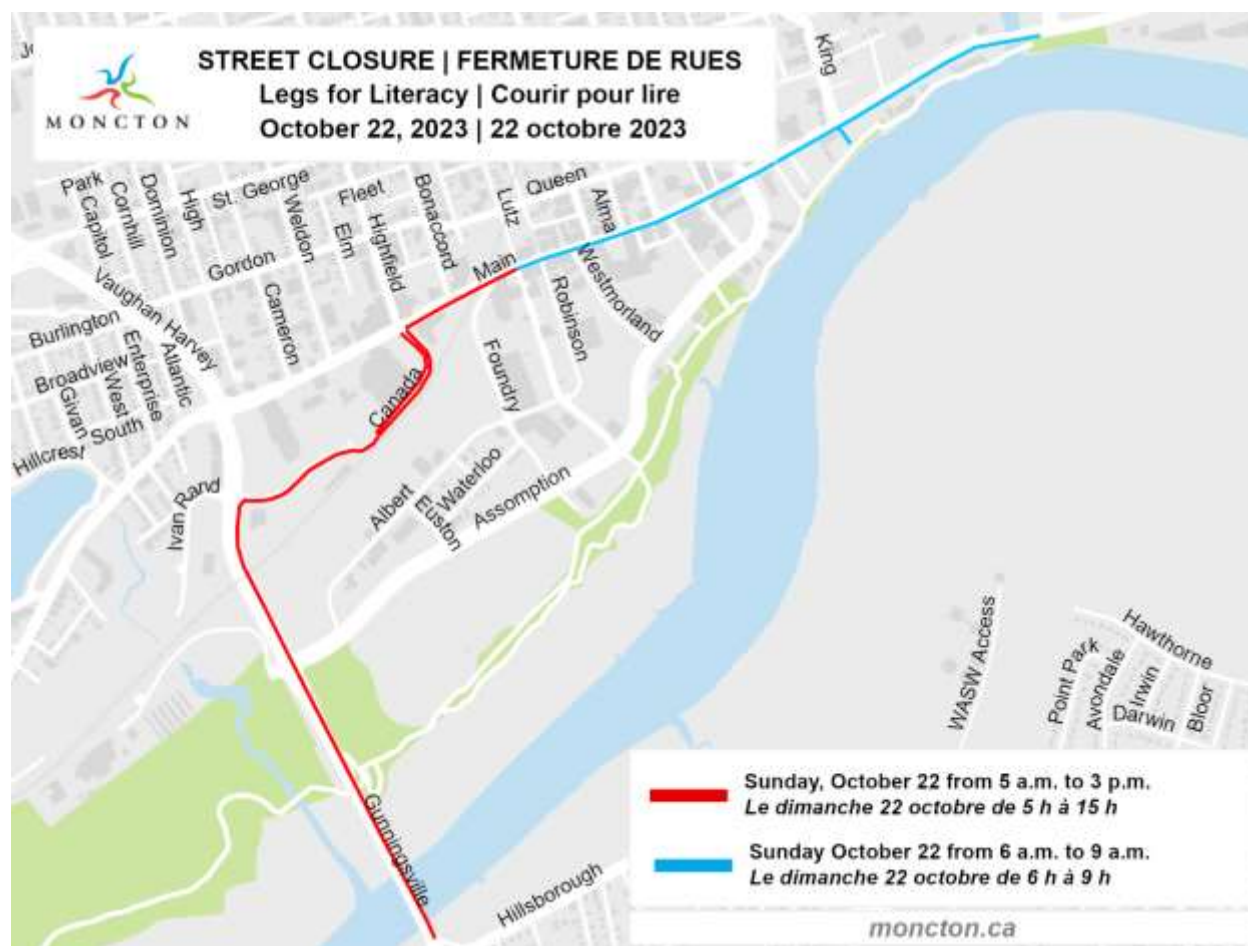 STREET CLOSURE | FERMETURE DE RUES
Legs for Literacy | Courir pour lire
October 22, 2023 | 22 octobre 2023
MONCTON
King
Park
Capitol
Cornhill
Dominion
High
St. George
Weldon
Fleet
Elm
Highfield
Bonaccord
Lutz
Queen
Alma
Main
Westmorland
Robinson
Gordon
Cameron
Vaughan Harvey
Burlington
Broadview
Givan
West
Enterprise
Atlantic
South
Hillcrest
Ivan Rand
Canada
Foundry
Albert
Euston
Waterloo
Assomption
Gunningsville
Hillsborough
WASW Access
Point Park
Avondale
Irwin
Darwin
Hawthorne
Bloor
Sunday, October 22 from 5 a.m. to 3 p.m.
Le dimanche 22 octobre de 5 h à 15 h
Sunday October 22 from 6 a.m. to 9 a.m.
Le dimanche 22 octobre de 6 h à 9 h
moncton.ca